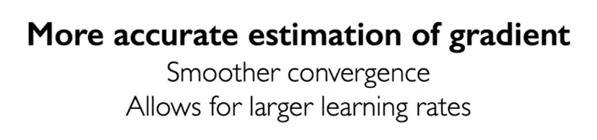 More accurate estimation of gradient
Smoother convergence
Allows for larger learning rates